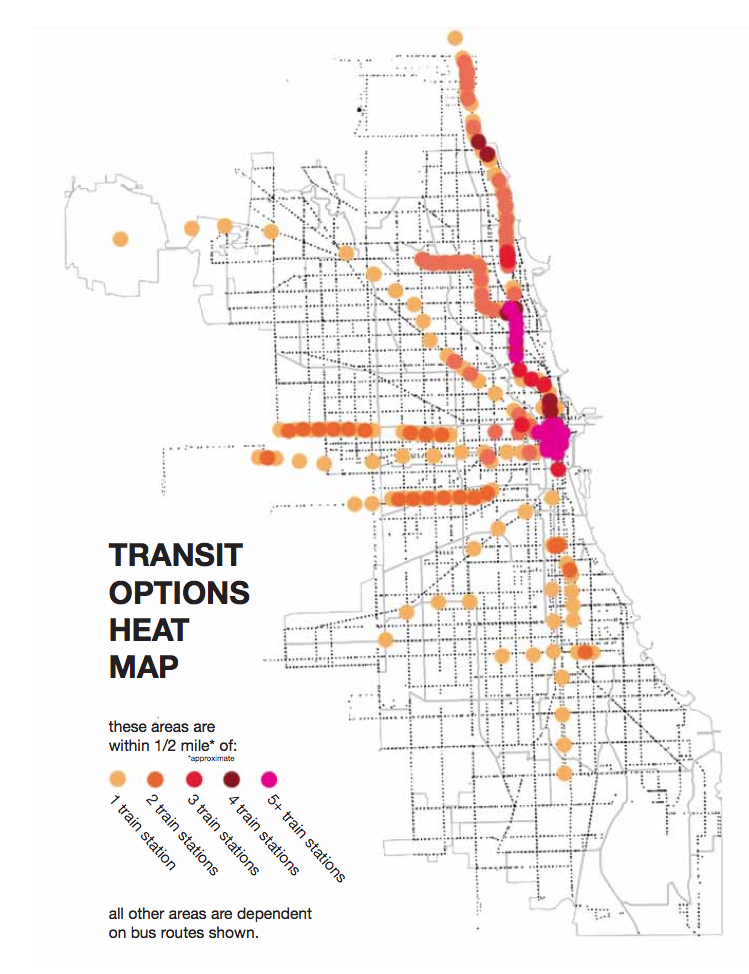 TRANSIT
OPTIONS
HEAT
MAP
these areas are
within 1/2 mile* of:
*approximate
1 train station
2 train stations
3 train stations
4 train stations
5+ train stations
all other areas are dependent
on bus routes shown.